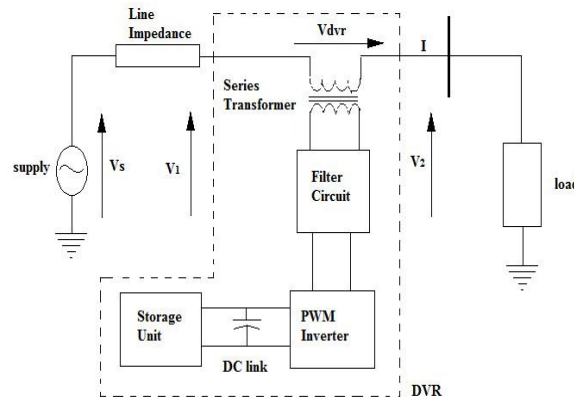 Line
Impedance
Vdvr
I
Series
Transformer
supply
Vs
V1
V2
Filter
Circuit
load
Storage
Unit
PWM
Inverter
DC link
DVR